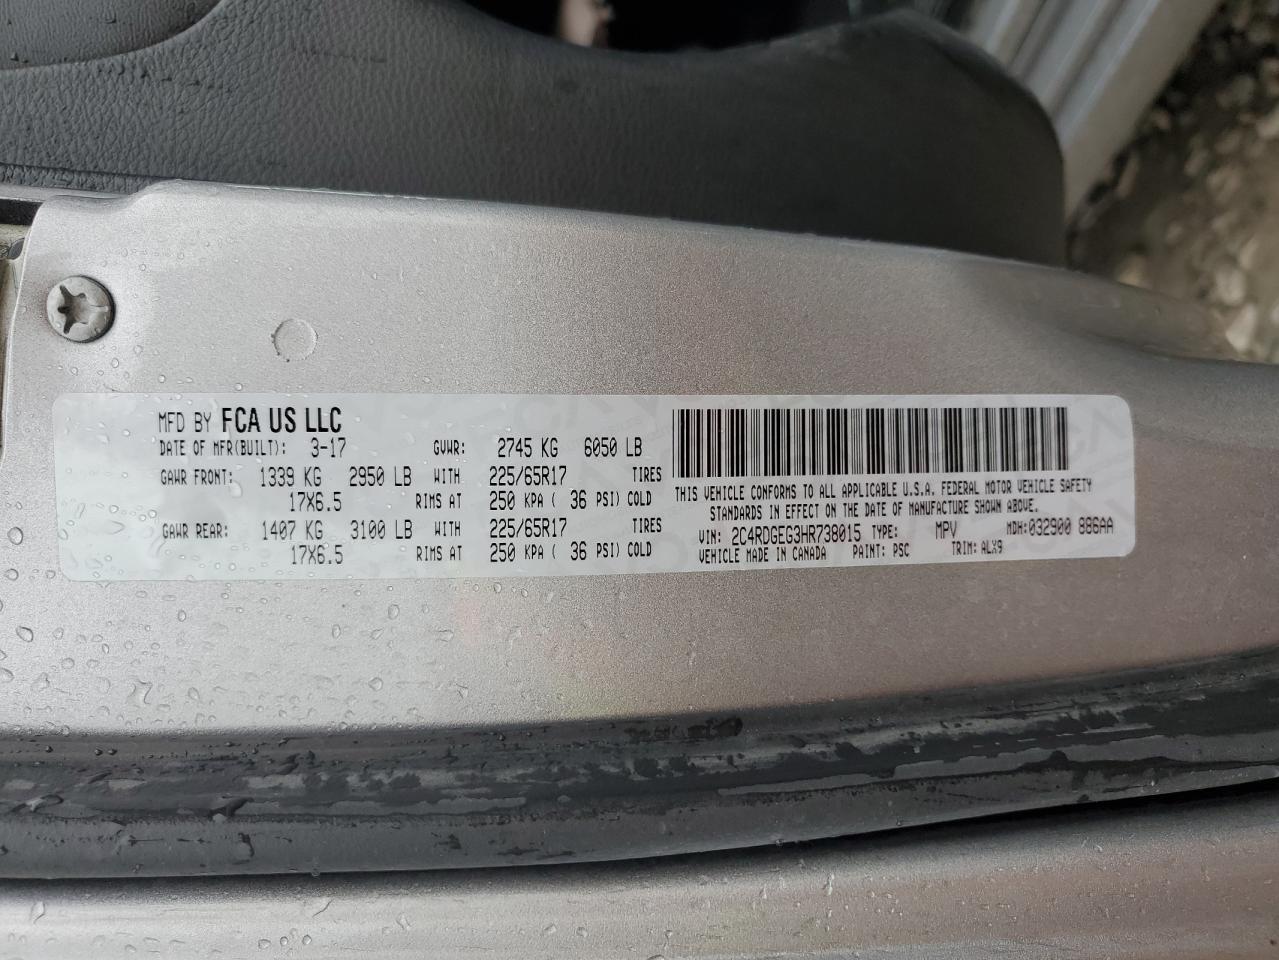 MFD BY FCA US LLC
DATE OF MFR(BUILT): 3-17 GVWR: 2745 KG 6050 LB
GAWR FRONT: 1339 KG 2950 LB WITH 225/65R17 TIRES
17X6.5 RIMS AT 250 KPA ( 36 PSI) COLD
GAWR REAR: 1407 KG 3100 LB WITH 225/65R17 TIRES
17X6.5 RIMS AT 250 KPA ( 36 PSI) COLD
THIS VEHICLE CONFORMS TO ALL APPLICABLE U.S.A. FEDERAL MOTOR VEHICLE SAFETY
STANDARDS IN EFFECT ON THE DATE OF MANUFACTURE SHOWN ABOVE.
VIN: 2C4RDGEG3HR738015 TYPE: MPV MDH:032900 886AA
VEHICLE MADE IN CANADA PAINT: PSC TRIM: ALX9